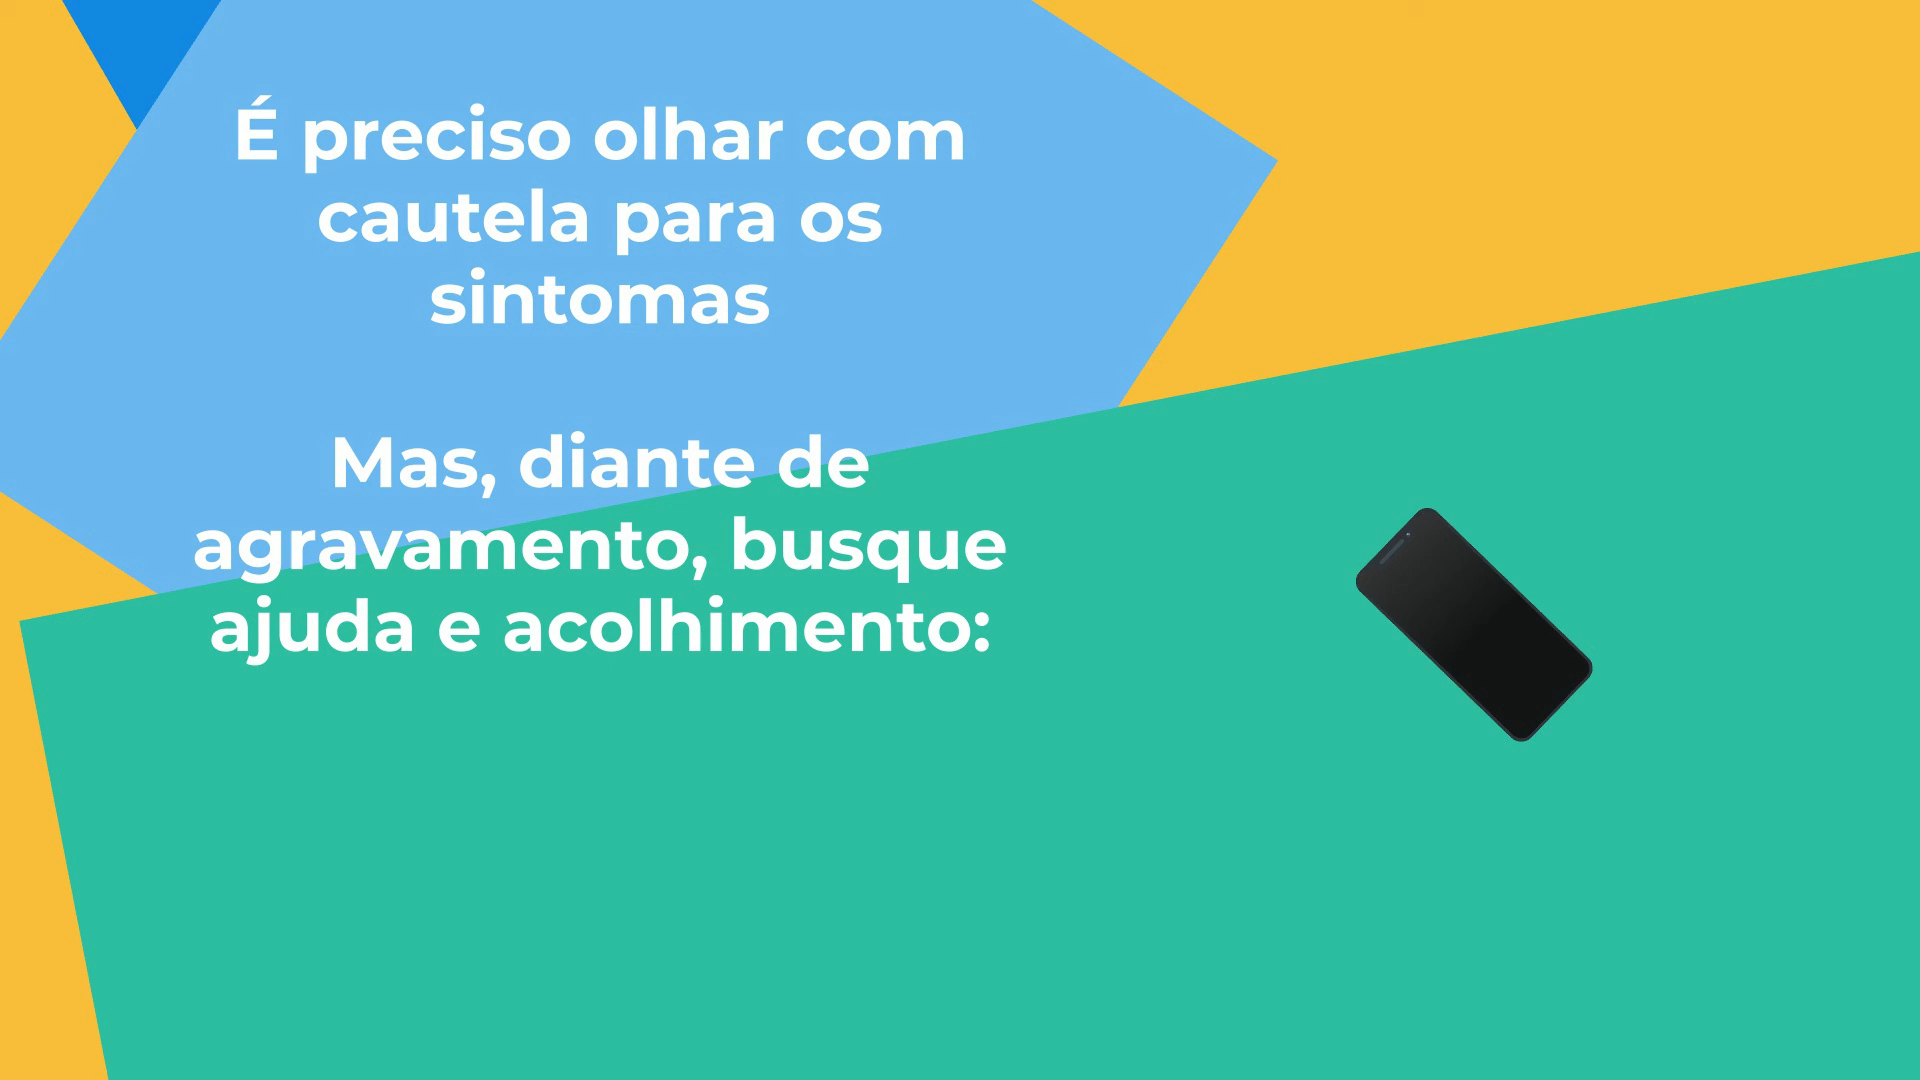 É preciso olhar com
cautela para os
sintomas
Mas, diante de
agravamento, busque
ajuda e acolhimento: